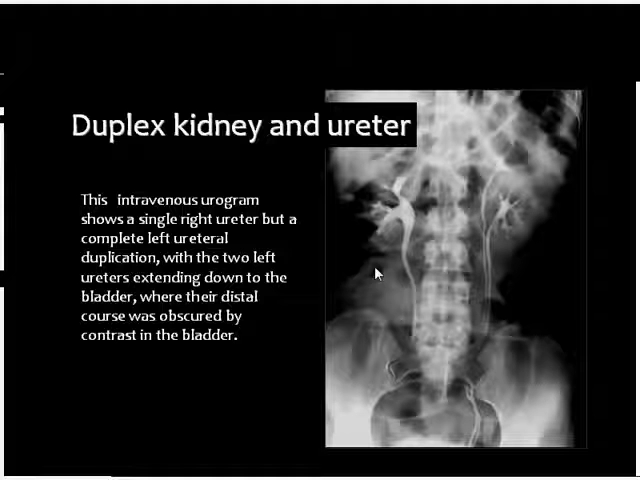 Duplex kidney and ureter
This intravenous urogram
shows a single right ureter but a
complete left ureteral
duplication, with the two left
ureters extending down to the
bladder, where their distal
course was obscured by
contrast in the bladder.